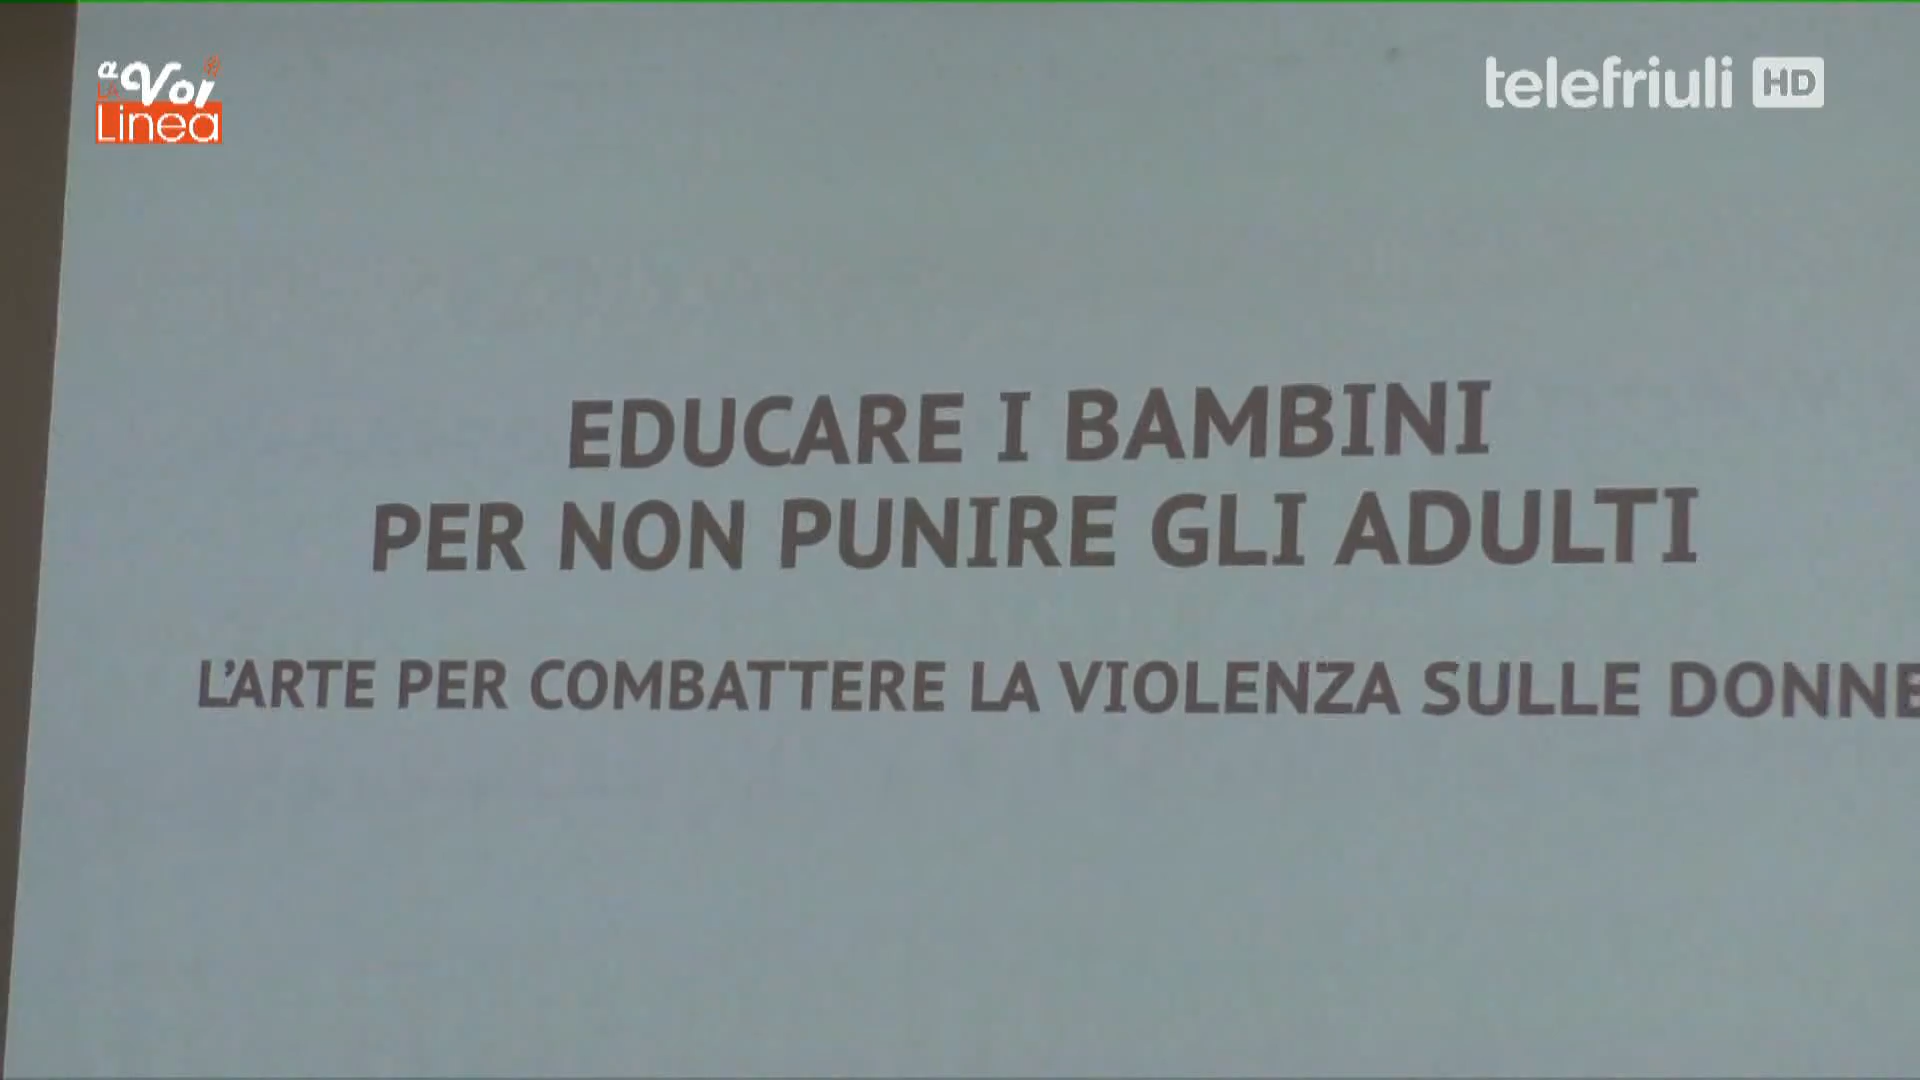 a Voi
LA
Linea
telefriuli HD
EDUCARE I BAMBINI
PER NON PUNIRE GLI ADULTI
L'ARTE PER COMBATTERE LA VIOLENZA SULLE DONNE